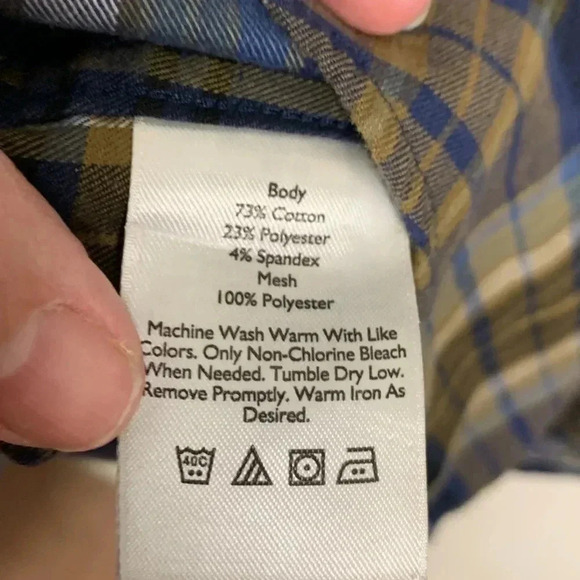 Body
73% Cotton
23% Polyester
4% Spandex
Mesh
100% Polyester
Machine Wash Warm With Like
Colors. Only Non-Chlorine Bleach
When Needed. Tumble Dry Low.
Remove Promptly. Warm Iron As
Desired.
40C